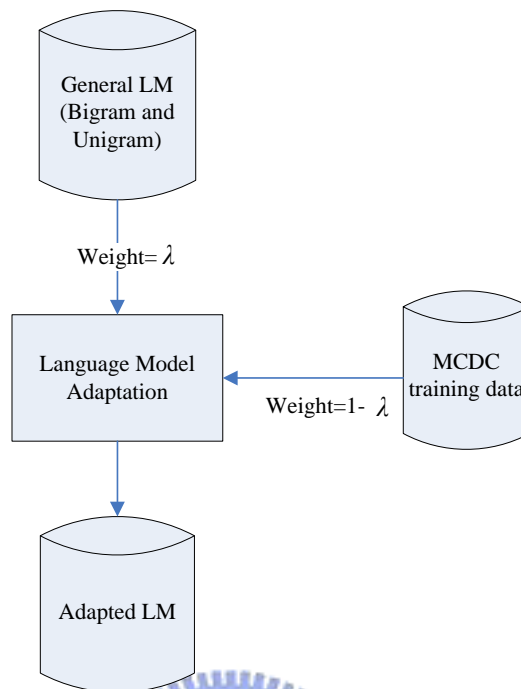 General LM
(Bigram and
Unigram)
Weight= λ
Language Model
Adaptation
MCDC
training data
Weight=1- λ
Adapted LM